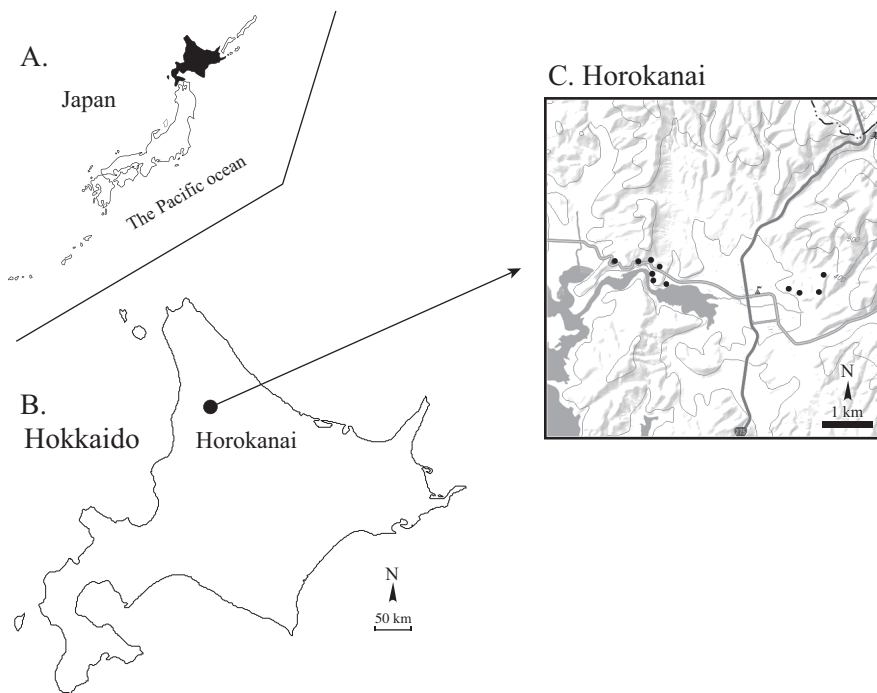 A.
Japan
The Pacific ocean
B.
Hokkaido
Horokanai
N
50 km
C. Horokanai
N
1 km